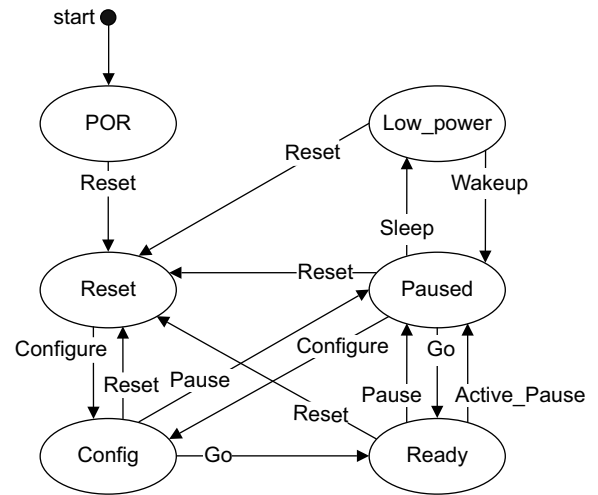 start
POR
Low_power
Reset
Reset
Wakeup
Sleep
Reset
Reset
Paused
Configure
Configure
Go
Reset
Pause
Pause
Active_Pause
Reset
Config
Go
Ready